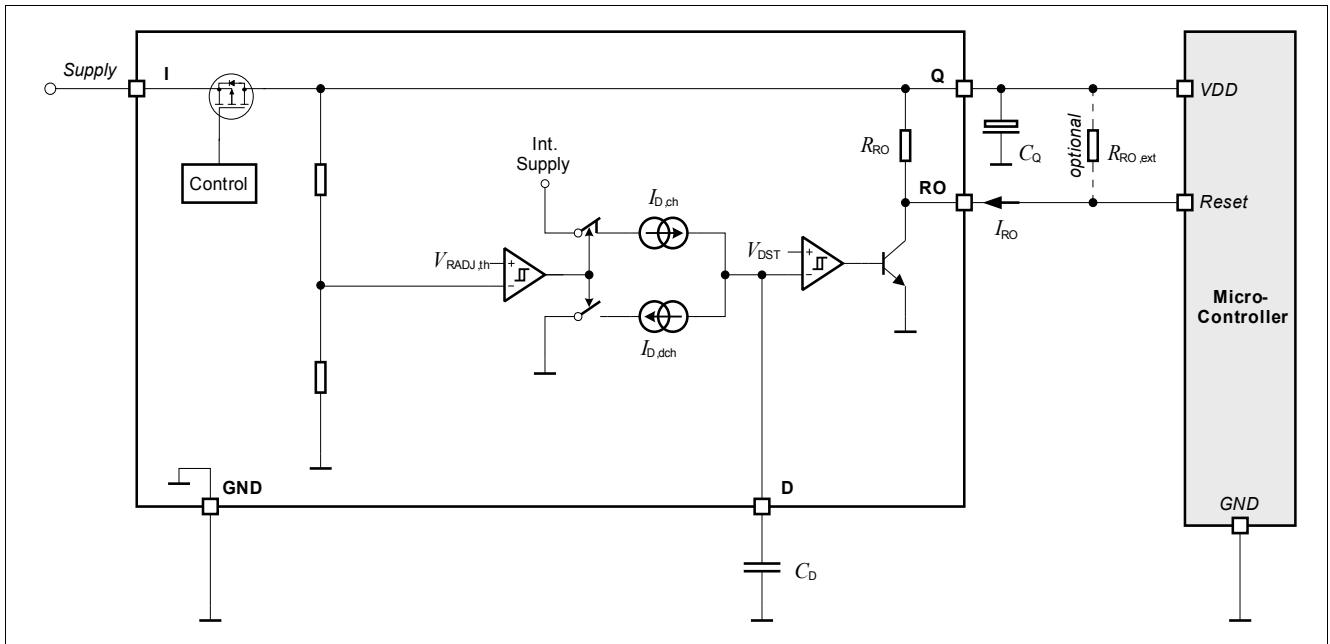 Supply
I
Q
VDD
Int.
Supply
R_RO
optional
C_Q
R_RO,ext
Control
I_D,ch
RO
Reset
I_RO
V_RADJ,th
+
−
V_DST
+
−
Micro-
Controller
I_D,dch
GND
D
GND
C_D